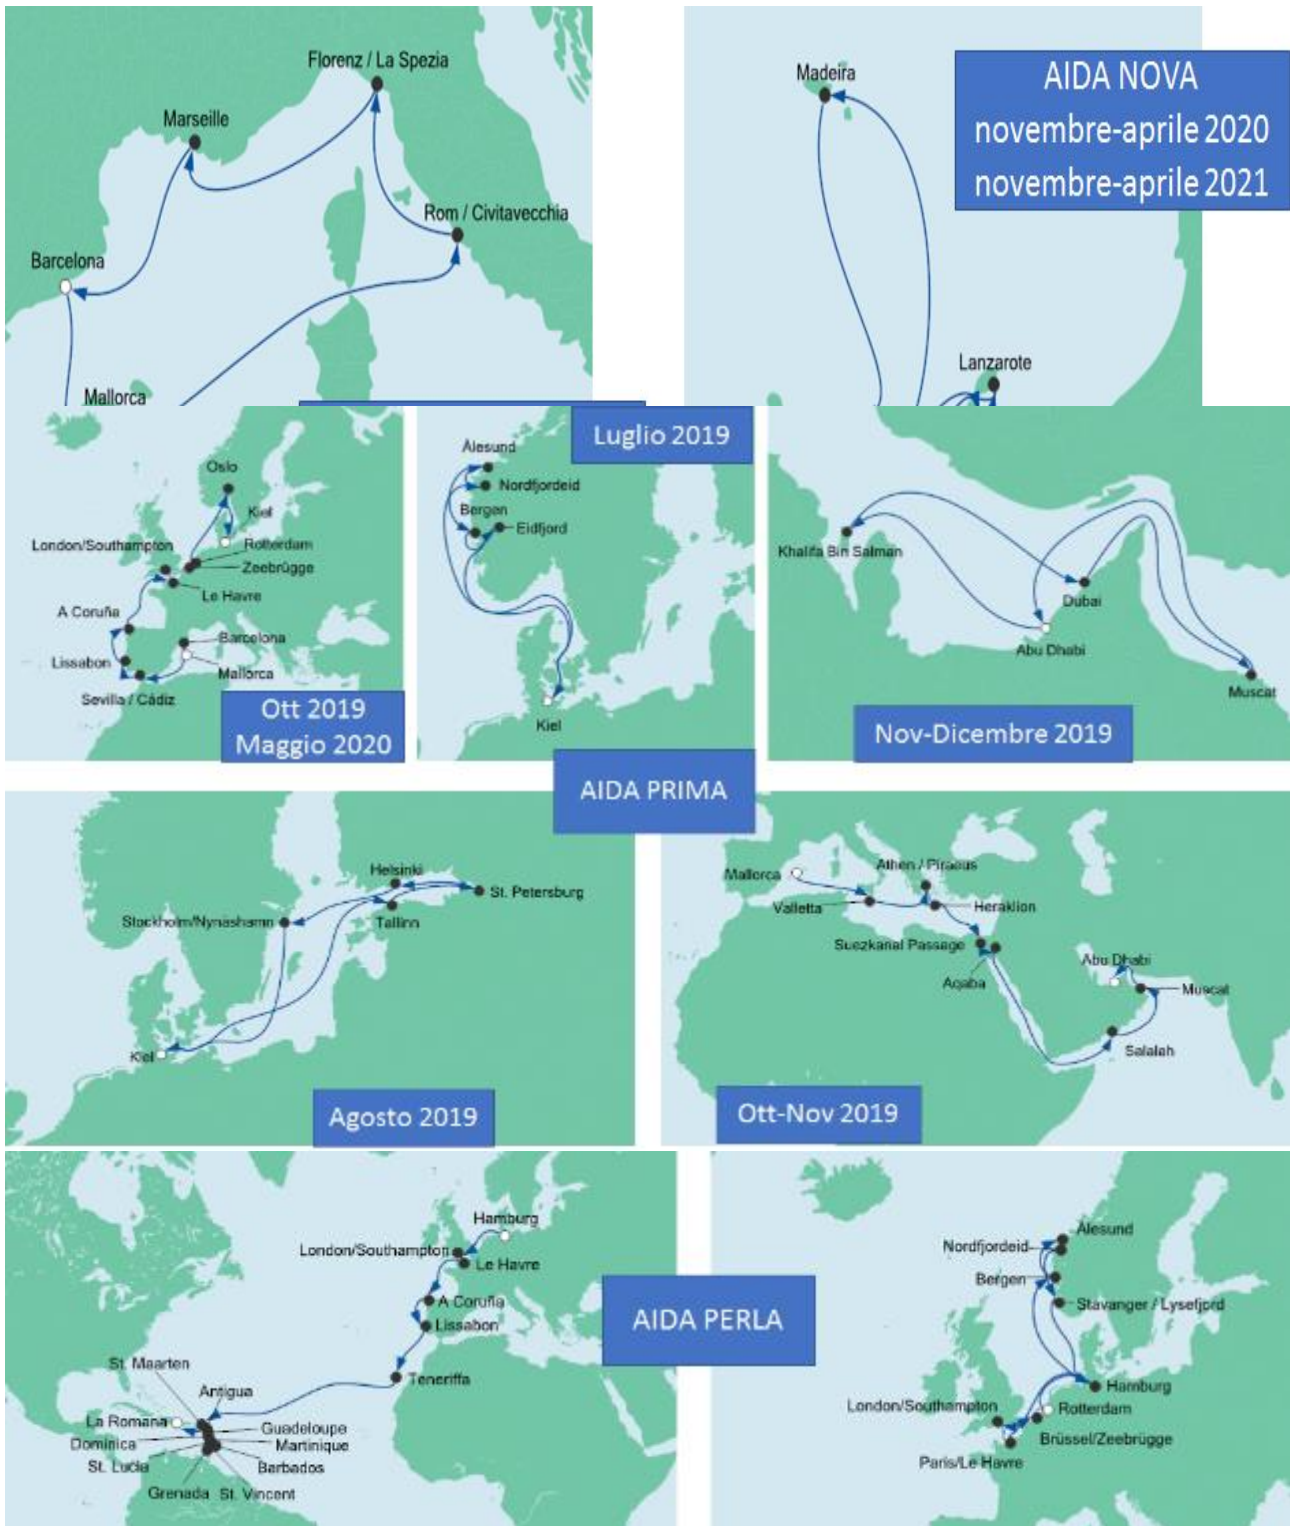 Florenz / La Spezia
Marseille
Rom / Civitavecchia
Barcelona
Mallorca
Madeira
AIDA NOVA
novembre-aprile 2020
novembre-aprile 2021
Lanzarote
Oslo
Kiel
London/Southampton
Rotterdam
Zeebrügge
Le Havre
A Coruña
Barcelona
Lissabon
Mallorca
Sevilla / Cádiz
Ott 2019
Maggio 2020
Luglio 2019
Ålesund
Nordfjordeid
Bergen
Eidfjord
Kiel
Khalifa Bin Salman
Dubai
Abu Dhabi
Muscat
Nov-Dicembre 2019
AIDA PRIMA
Helsinki
St. Petersburg
Stockholm/Nynäshamn
Tallinn
Kiel
Agosto 2019
Mallorca
Athen / Piraeus
Valletta
Heraklion
Suezkanal Passage
Abu Dhabi
Aqaba
Muscat
Salalah
Ott-Nov 2019
Hamburg
London/Southampton
Le Havre
A Coruña
Lissabon
St. Maarten
Teneriffa
Antigua
La Romana
Guadeloupe
Dominica
Martinique
St. Lucia
Barbados
Grenada
St. Vincent
AIDA PERLA
Ålesund
Nordfjordeid
Bergen
Stavanger / Lysefjord
Hamburg
London/Southampton
Rotterdam
Brüssel/Zeebrügge
Paris/Le Havre